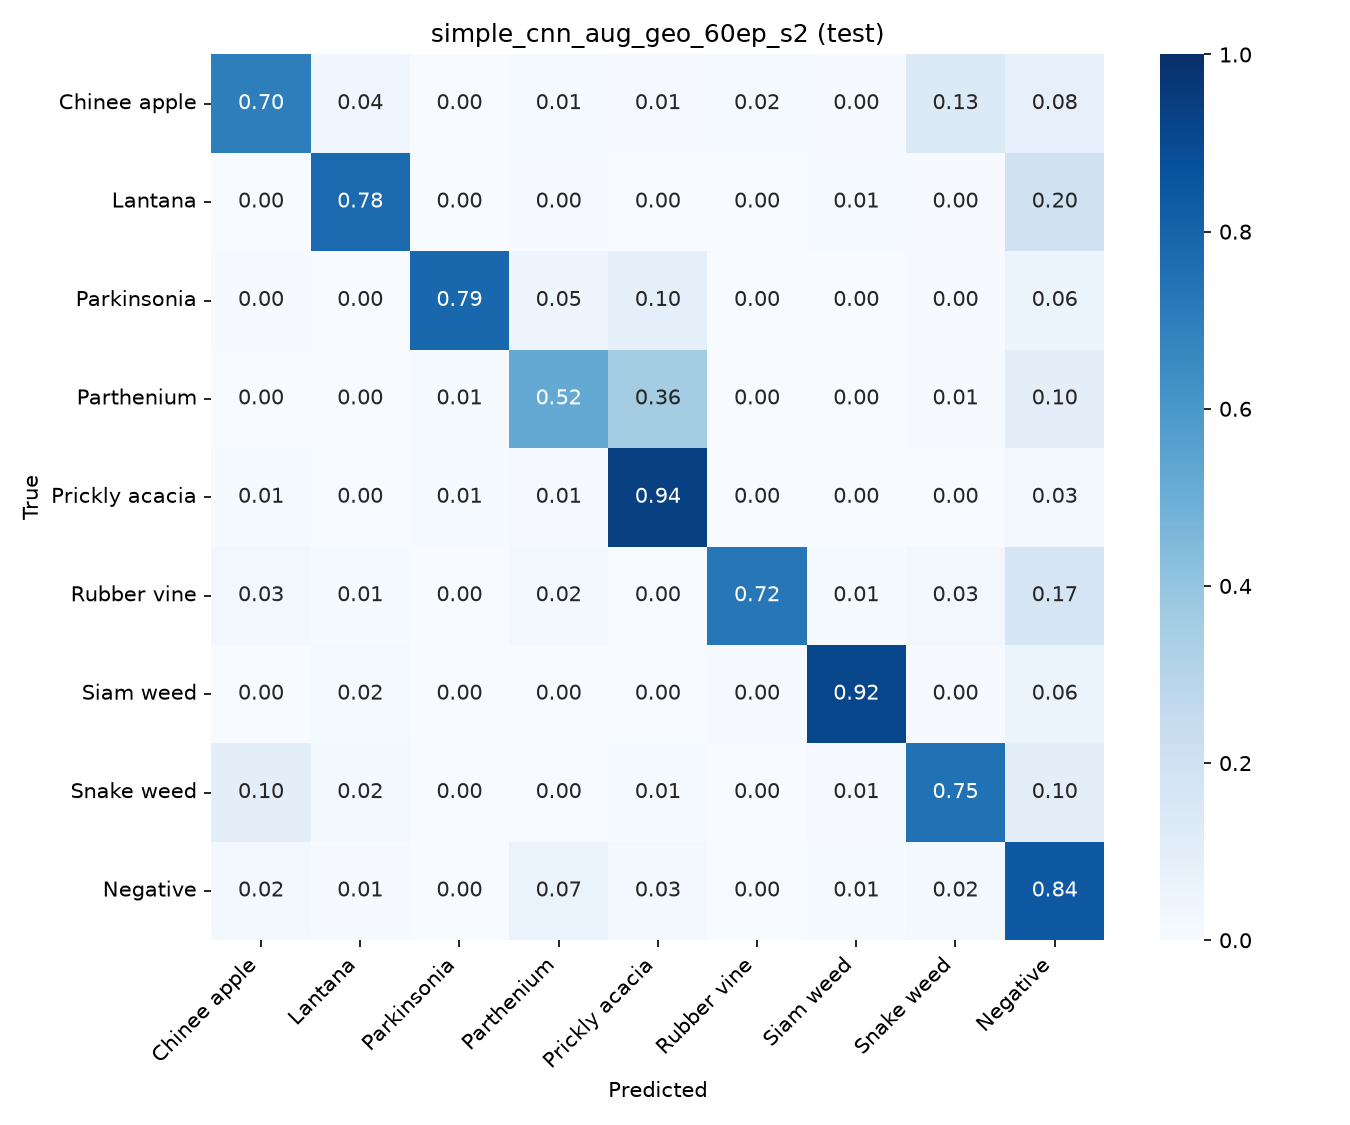 simple_cnn_aug_geo_60ep_s2 (test)
Chinee apple 0.70 0.04 0.00 0.01 0.01 0.02 0.00 0.13 0.08
Lantana 0.00 0.78 0.00 0.00 0.00 0.00 0.01 0.00 0.20
Parkinsonia 0.00 0.00 0.79 0.05 0.10 0.00 0.00 0.00 0.06
Parthenium 0.00 0.00 0.01 0.52 0.36 0.00 0.00 0.01 0.10
Prickly acacia 0.01 0.00 0.01 0.01 0.94 0.00 0.00 0.00 0.03
Rubber vine 0.03 0.01 0.00 0.02 0.00 0.72 0.01 0.03 0.17
Siam weed 0.00 0.02 0.00 0.00 0.00 0.00 0.92 0.00 0.06
Snake weed 0.10 0.02 0.00 0.00 0.01 0.00 0.01 0.75 0.10
Negative 0.02 0.01 0.00 0.07 0.03 0.00 0.01 0.02 0.84
True
Chinee apple Lantana Parkinsonia Parthenium Prickly acacia Rubber vine Siam weed Snake weed Negative
Predicted
1.0
0.8
0.6
0.4
0.2
0.0